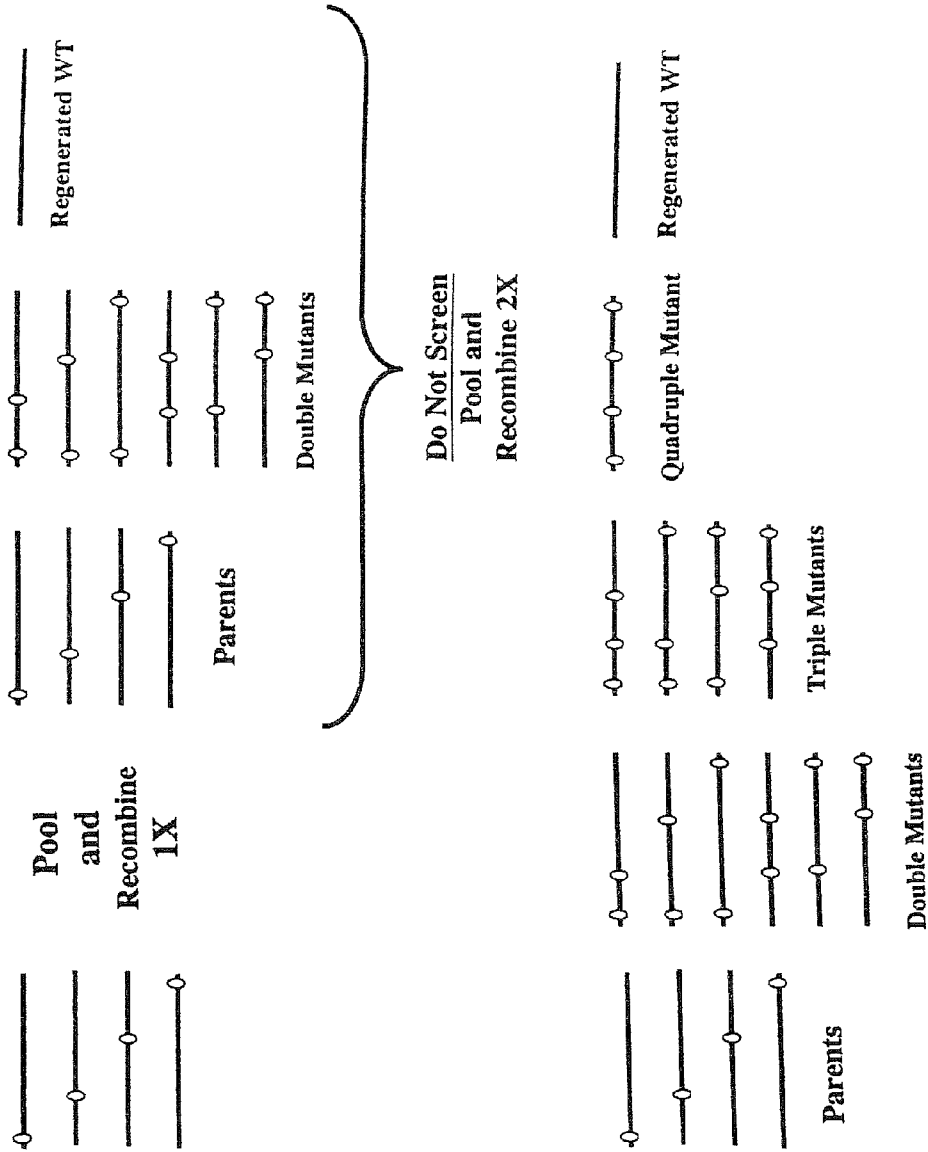 Pool
and
Recombine
1X
Parents
Double Mutants
Regenerated WT
Do Not Screen
Pool and
Recombine 2X
Parents
Double Mutants
Triple Mutants
Quadruple Mutant
Regenerated WT